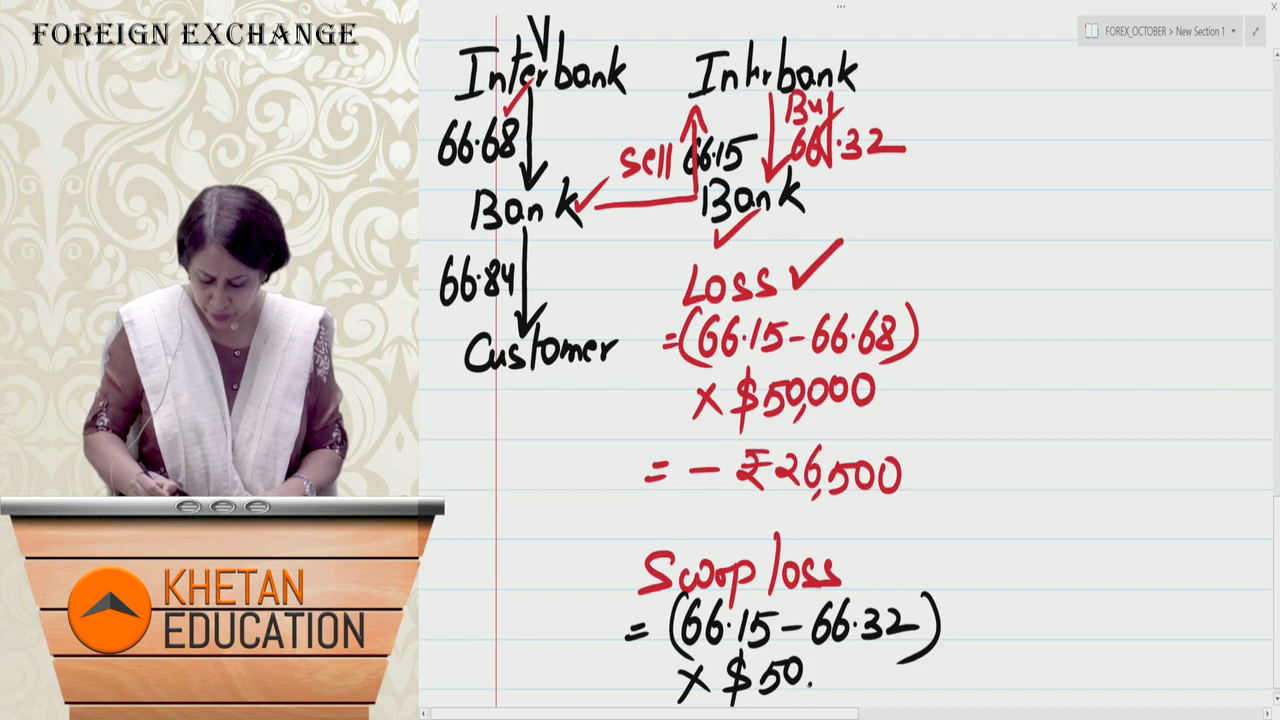 FOREIGN EXCHANGE
FOREX_OCTOBER > New Section 1
Interbank
66.68
Bank
66.84
Customer
Inhrbank
Buy
66.32
Sell
66.15
Bank
Loss ✓
=(66.15-66.68)
× $50,000
= - ₹26,500
Swap loss
= (66.15-66.32)
× $50.
KHETAN
EDUCATION